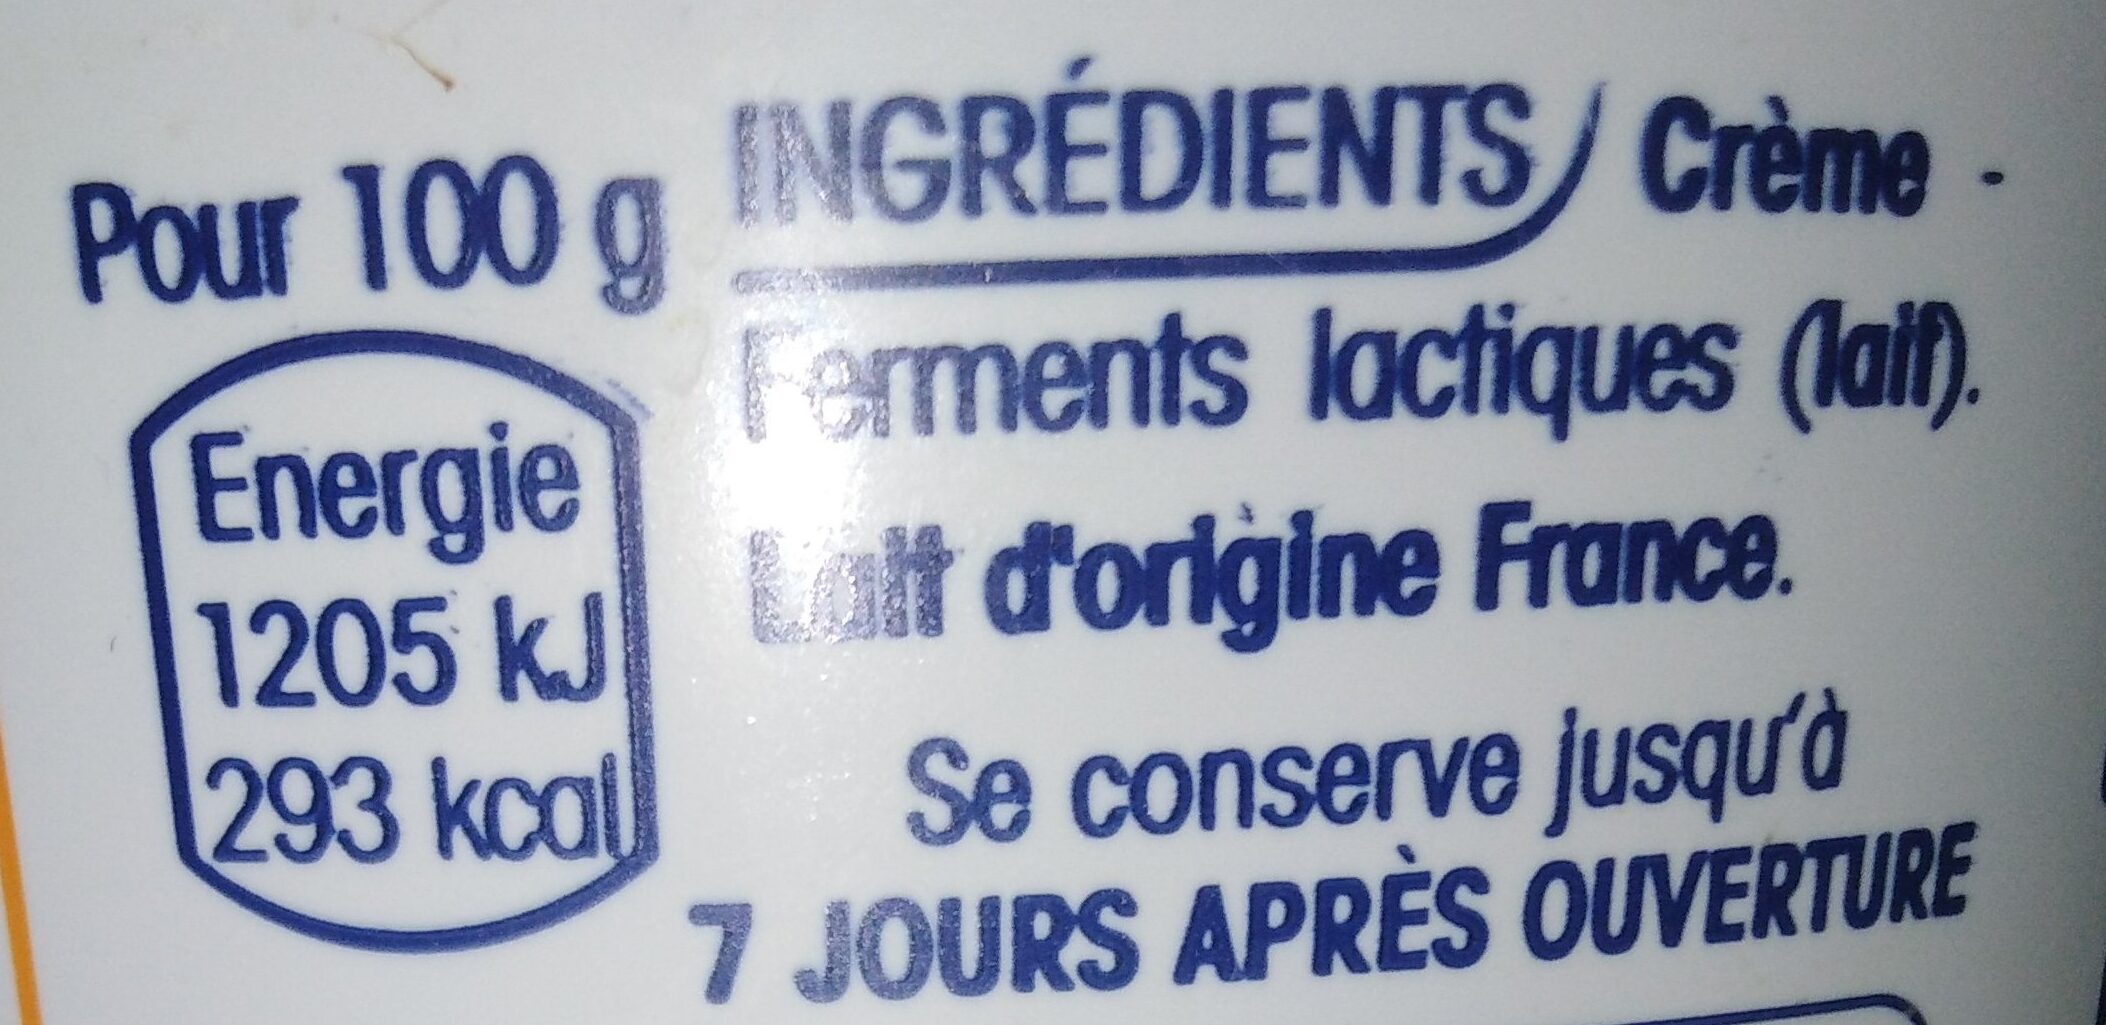 Pour 100 g
Energie
1205 kJ
293 kcal
INGRÉDIENTS Crème -
Ferments lactiques (lait).
Lait d'origine France.
Se conserve jusqu'à
7 JOURS APRÈS OUVERTURE